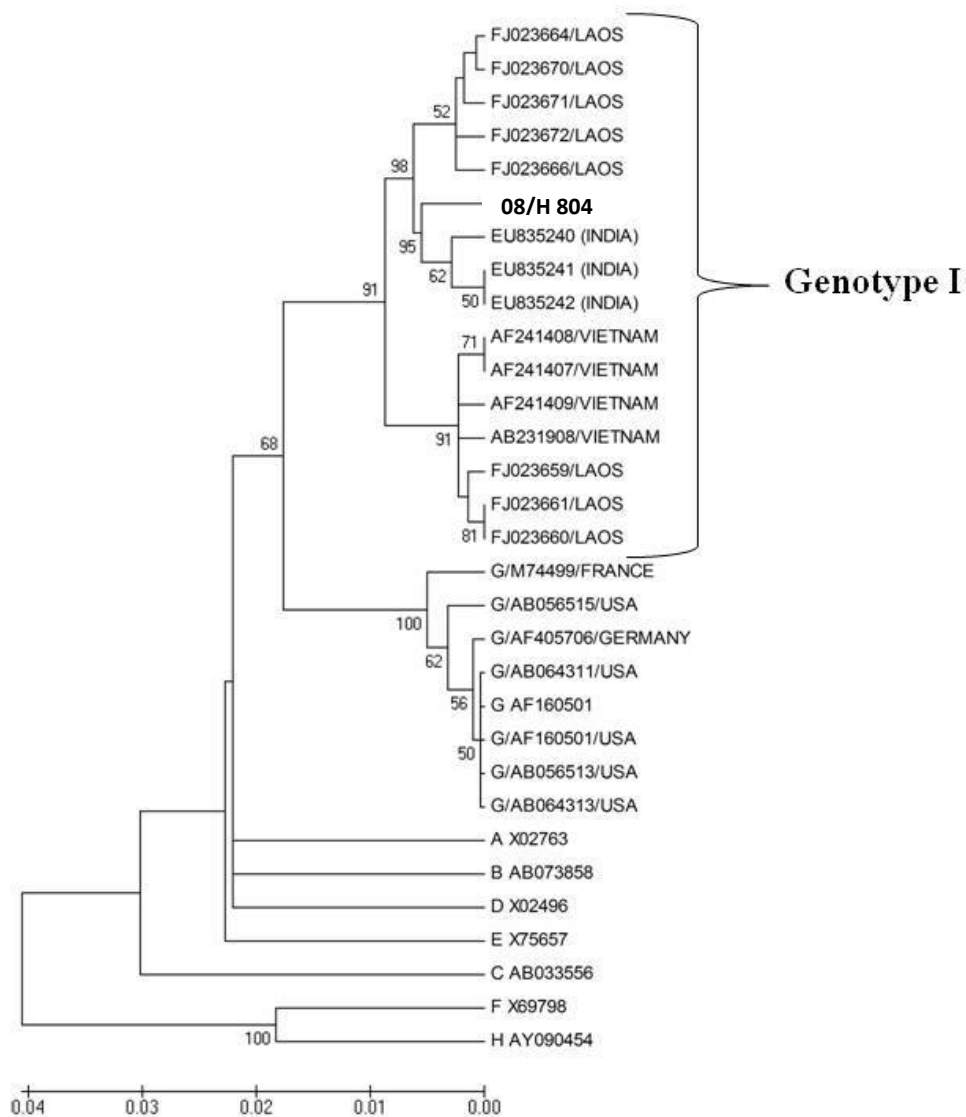 FJ023664/LAOS
FJ023670/LAOS
FJ023671/LAOS
52
FJ023672/LAOS
98
FJ023666/LAOS
08/H 804
95
EU835240 (INDIA)
62
EU835241 (INDIA)
91
50
EU835242 (INDIA)
Genotype I
71
AF241408/VIETNAM
AF241407/VIETNAM
AF241409/VIETNAM
91
AB231908/VIETNAM
68
FJ023659/LAOS
FJ023661/LAOS
81
FJ023660/LAOS
G/M74499/FRANCE
100
G/AB056515/USA
62
G/AF405706/GERMANY
G/AB064311/USA
56
G AF160501
50
G/AF160501/USA
G/AB056513/USA
G/AB064313/USA
A X02763
B AB073858
D X02496
E X75657
C AB033556
F X69798
100
H AY090454
0.04 0.03 0.02 0.01 0.00